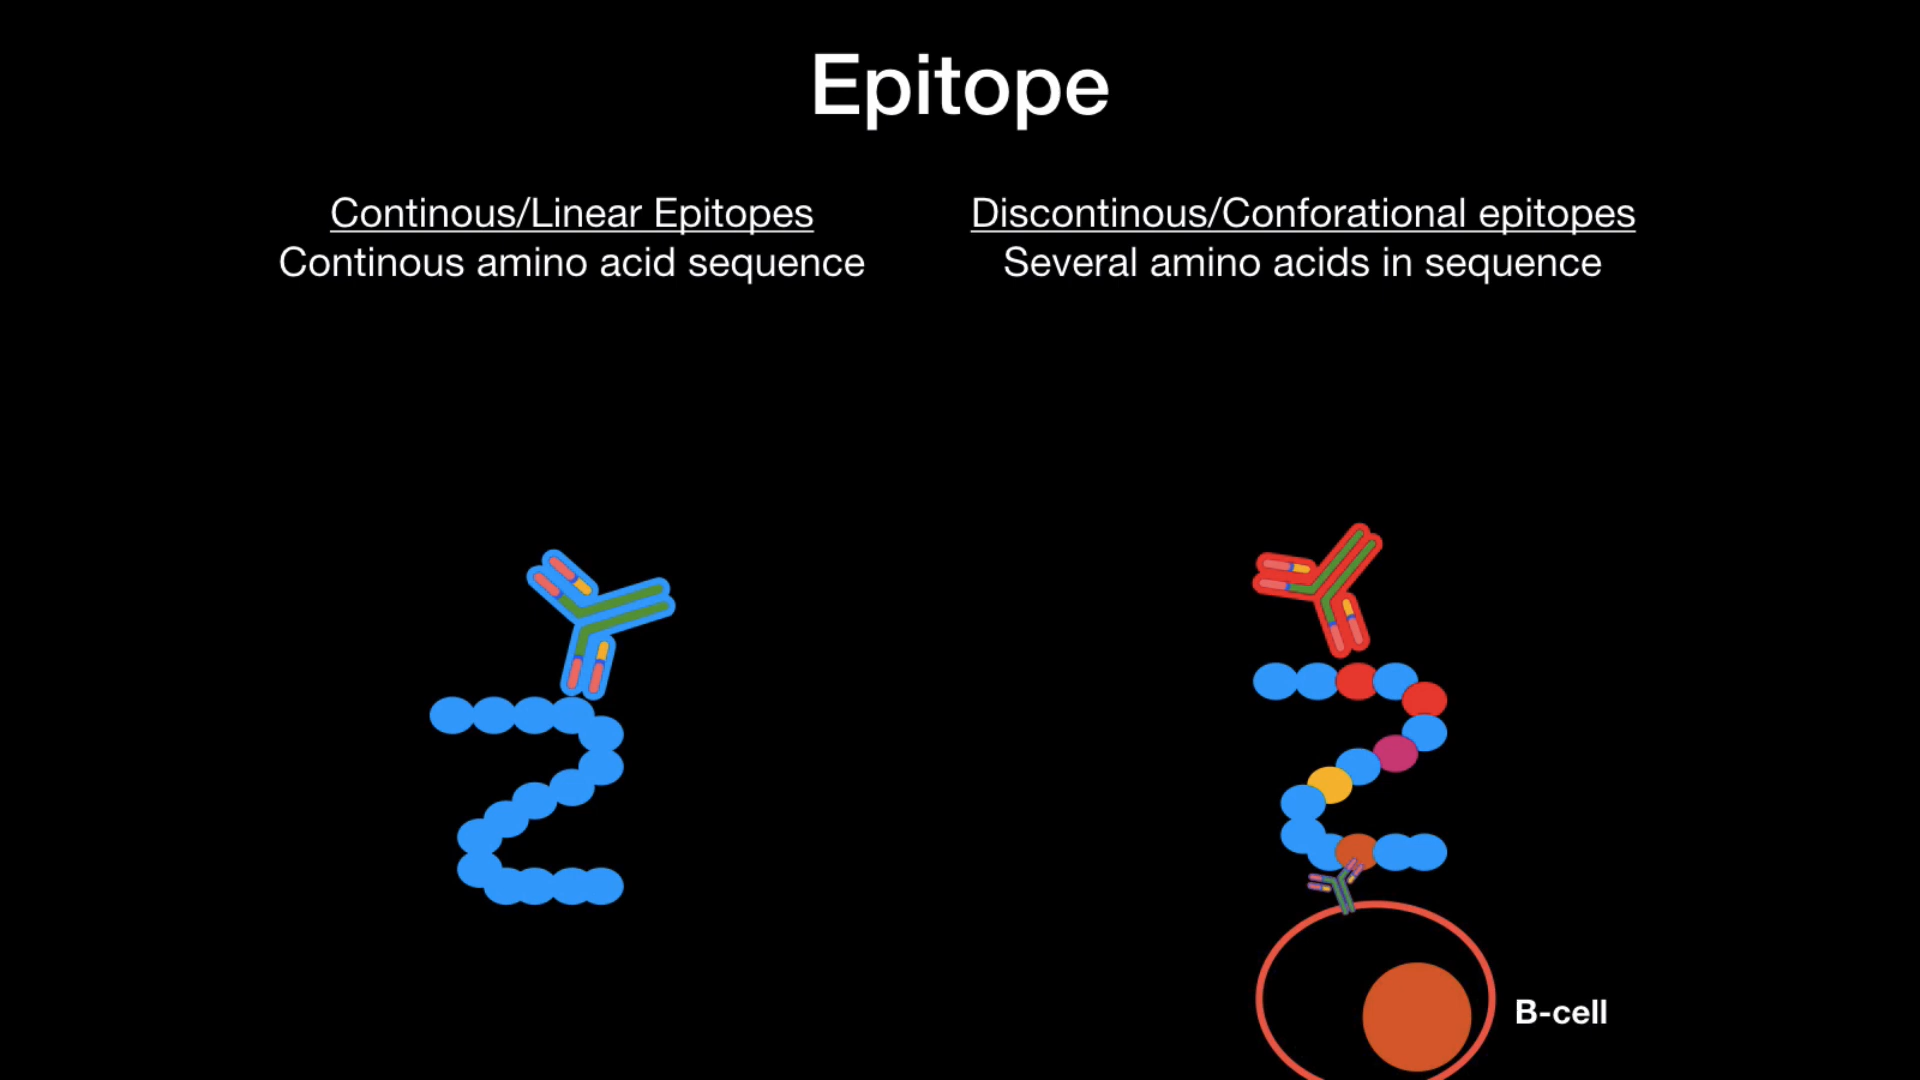 Epitope
Continous/Linear Epitopes
Continous amino acid sequence
Discontinous/Conforational epitopes
Several amino acids in sequence
B-cell